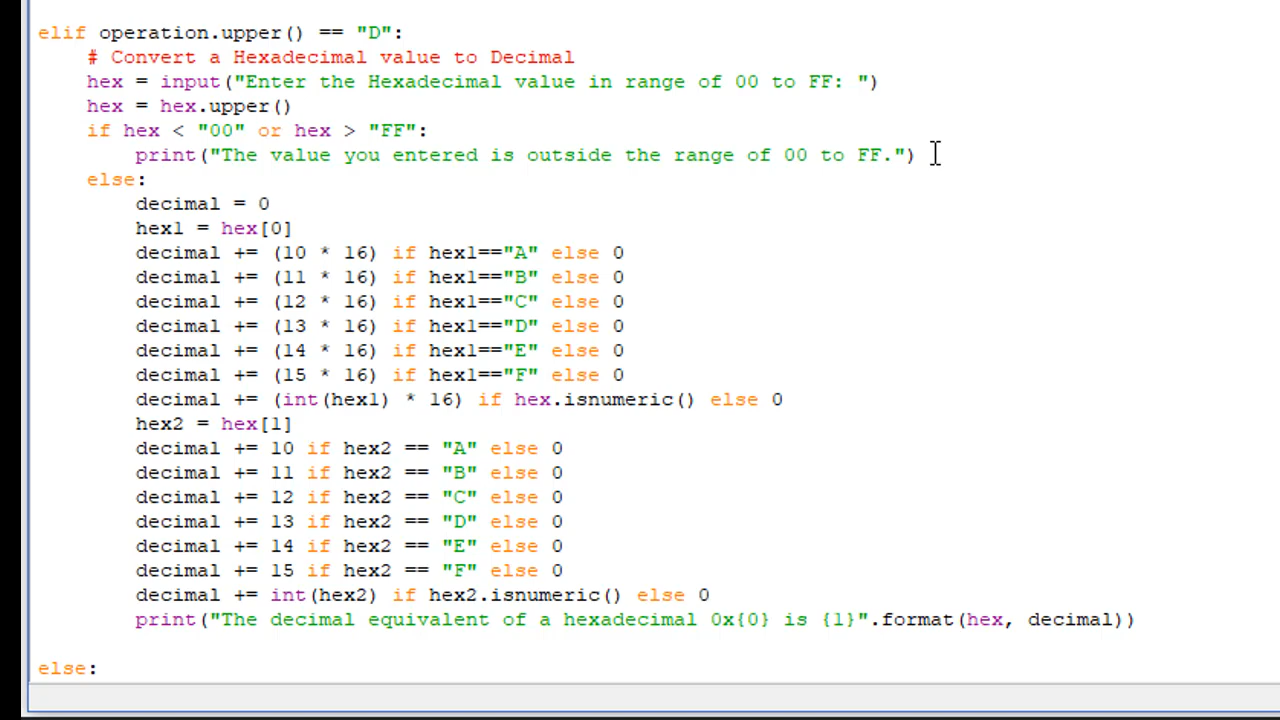 elif operation.upper() == "D":
    # Convert a Hexadecimal value to Decimal
    hex = input("Enter the Hexadecimal value in range of 00 to FF: ")
    hex = hex.upper()
    if hex < "00" or hex > "FF":
        print("The value you entered is outside the range of 00 to FF.")
    else:
        decimal = 0
        hex1 = hex[0]
        decimal += (10 * 16) if hex1=="A" else 0
        decimal += (11 * 16) if hex1=="B" else 0
        decimal += (12 * 16) if hex1=="C" else 0
        decimal += (13 * 16) if hex1=="D" else 0
        decimal += (14 * 16) if hex1=="E" else 0
        decimal += (15 * 16) if hex1=="F" else 0
        decimal += (int(hex1) * 16) if hex.isnumeric() else 0
        hex2 = hex[1]
        decimal += 10 if hex2 == "A" else 0
        decimal += 11 if hex2 == "B" else 0
        decimal += 12 if hex2 == "C" else 0
        decimal += 13 if hex2 == "D" else 0
        decimal += 14 if hex2 == "E" else 0
        decimal += 15 if hex2 == "F" else 0
        decimal += int(hex2) if hex2.isnumeric() else 0
        print("The decimal equivalent of a hexadecimal 0x{0} is {1}".format(hex, decimal))
else: